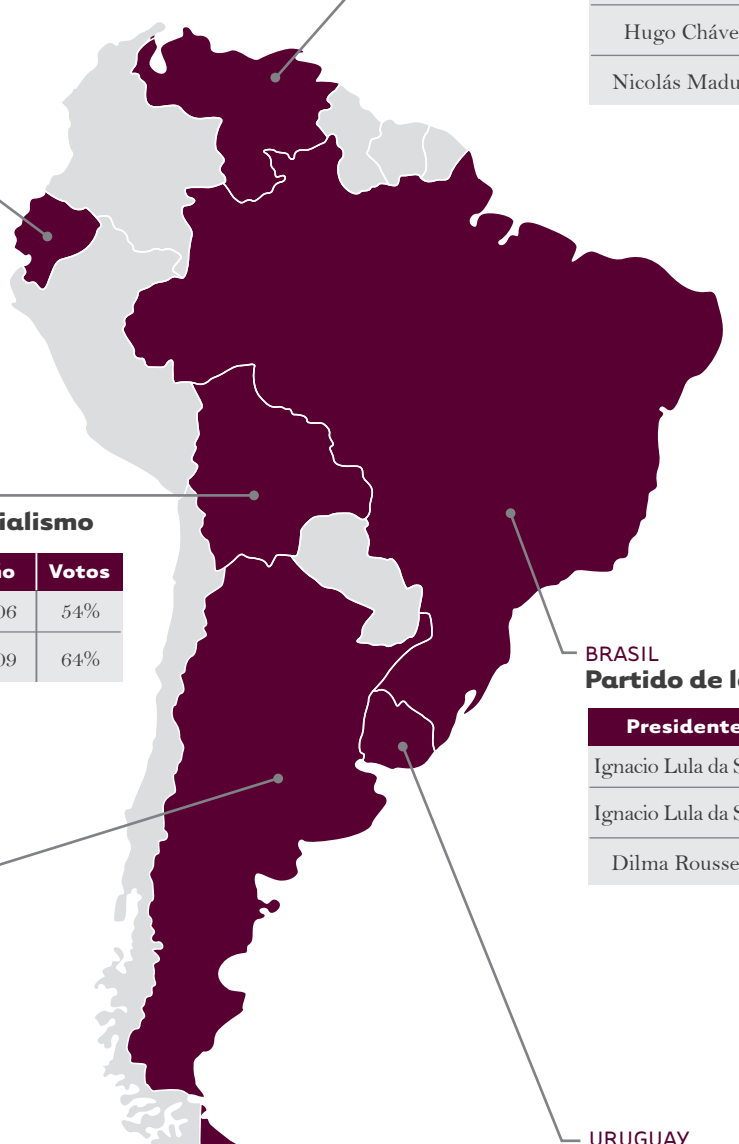 Hugo Cháve
Nicolás Madu
ialismo
o Votos
06 54%
09 64%
BRASIL
Partido de l
Presidente
Ignacio Lula da S
Ignacio Lula da S
Dilma Rousse
URUGUAY